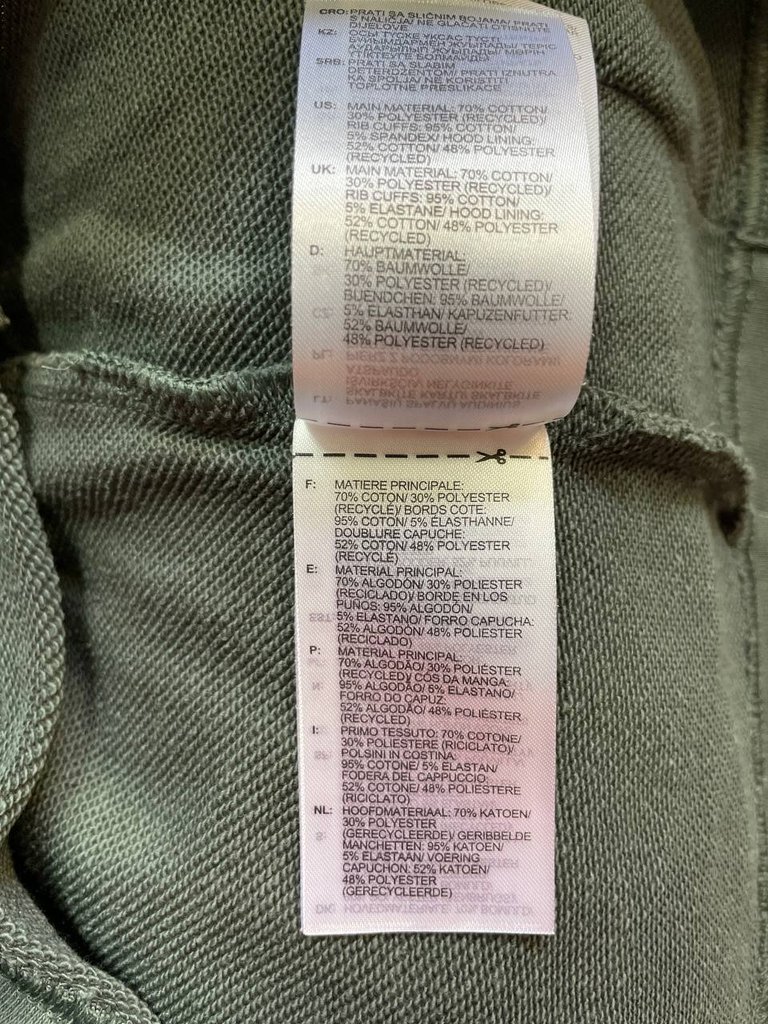 CRO: PRATI SA SLIČNIM BOJAMA/ PRATI
S NALIČJA/ NE GLAČATI OTISNUTE
DIJELOVE
KZ:
SRB: PRATI SA SLABIM
DETERDŽENTOM/ PRATI IZNUTRA
KA SPOLJA/ NE KORISTITI
TOPLOTNE PRESLIKAČE
US: MAIN MATERIAL: 70% COTTON/
30% POLYESTER (RECYCLED)/
RIB CUFFS: 95% COTTON/
5% SPANDEX/ HOOD LINING:
52% COTTON/ 48% POLYESTER
(RECYCLED)
UK: MAIN MATERIAL: 70% COTTON/
30% POLYESTER (RECYCLED)/
RIB CUFFS: 95% COTTON/
5% ELASTANE/ HOOD LINING:
52% COTTON/ 48% POLYESTER
(RECYCLED)
D: HAUPTMATERIAL:
70% BAUMWOLLE/
30% POLYESTER (RECYCLED)/
BUENDCHEN: 95% BAUMWOLLE/
5% ELASTHAN/ KAPUZENFUTTER:
52% BAUMWOLLE/
48% POLYESTER (RECYCLED)
F: MATIERE PRINCIPALE:
70% COTON/ 30% POLYESTER
(RECYCLÉ)/ BORDS COTE:
95% COTON/ 5% ÉLASTHANNE/
DOUBLURE CAPUCHE:
52% COTON/ 48% POLYESTER
(RECYCLÉ)
E: MATERIAL PRINCIPAL:
70% ALGODÓN/ 30% POLIESTER
(RECICLADO)/ BORDE EN LOS
PUÑOS: 95% ALGODÓN/
5% ELASTANO/ FORRO CAPUCHA:
52% ALGODÓN/ 48% POLIESTER
(RECICLADO)
P: MATERIAL PRINCIPAL:
70% ALGODÃO/ 30% POLIÉSTER
(RECYCLED)/ CÓS DA MANGA:
95% ALGODÃO/ 5% ELASTANO/
FORRO DO CAPUZ:
52% ALGODÃO/ 48% POLIÉSTER
(RECYCLED)
I: PRIMO TESSUTO: 70% COTONE/
30% POLIESTERE (RICICLATO)/
POLSINI IN COSTINA:
95% COTONE/ 5% ELASTAN/
FODERA DEL CAPPUCCIO:
52% COTONE/ 48% POLIESTERE
(RICICLATO)
NL: HOOFDMATERIAAL: 70% KATOEN/
30% POLYESTER
(GERECYCLEERDE)/ GERIBBELDE
MANCHETTEN: 95% KATOEN/
5% ELASTAAN/ VOERING
CAPUCHON: 52% KATOEN/
48% POLYESTER
(GERECYCLEERDE)